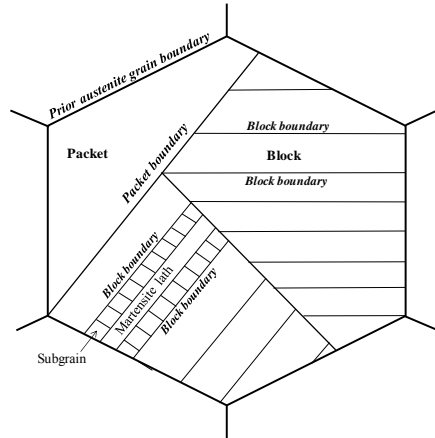 Prior austenite grain boundary
Packet
Packet boundary
Block boundary
Block
Block boundary
Block boundary
Martensite lath
Block boundary
Subgrain